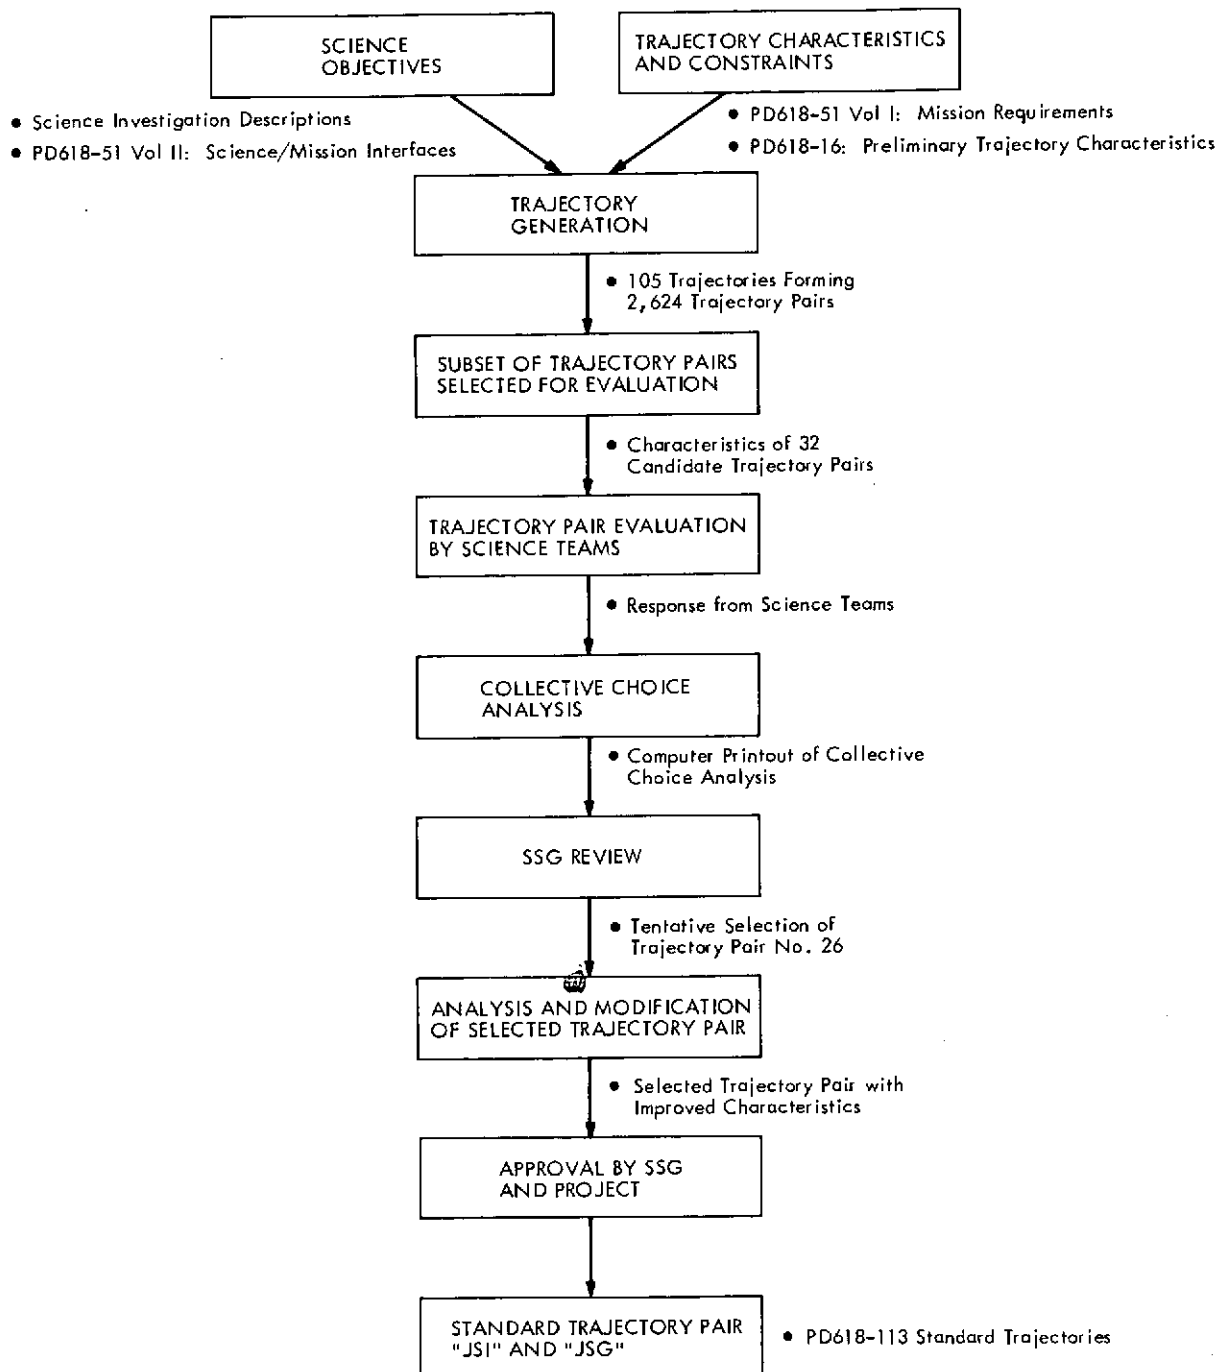 SCIENCE
OBJECTIVES
TRAJECTORY CHARACTERISTICS
AND CONSTRAINTS
• Science Investigation Descriptions
• PD618-51 Vol II: Science/Mission Interfaces
• PD618-51 Vol I: Mission Requirements
• PD618-16: Preliminary Trajectory Characteristics
TRAJECTORY
GENERATION
• 105 Trajectories Forming
2,624 Trajectory Pairs
SUBSET OF TRAJECTORY PAIRS
SELECTED FOR EVALUATION
• Characteristics of 32
Candidate Trajectory Pairs
TRAJECTORY PAIR EVALUATION
BY SCIENCE TEAMS
• Response from Science Teams
COLLECTIVE CHOICE
ANALYSIS
• Computer Printout of Collective
Choice Analysis
SSG REVIEW
• Tentative Selection of
Trajectory Pair No. 26
ANALYSIS AND MODIFICATION
OF SELECTED TRAJECTORY PAIR
• Selected Trajectory Pair with
Improved Characteristics
APPROVAL BY SSG
AND PROJECT
STANDARD TRAJECTORY PAIR
"JSI" AND "JSG"
• PD618-113 Standard Trajectories